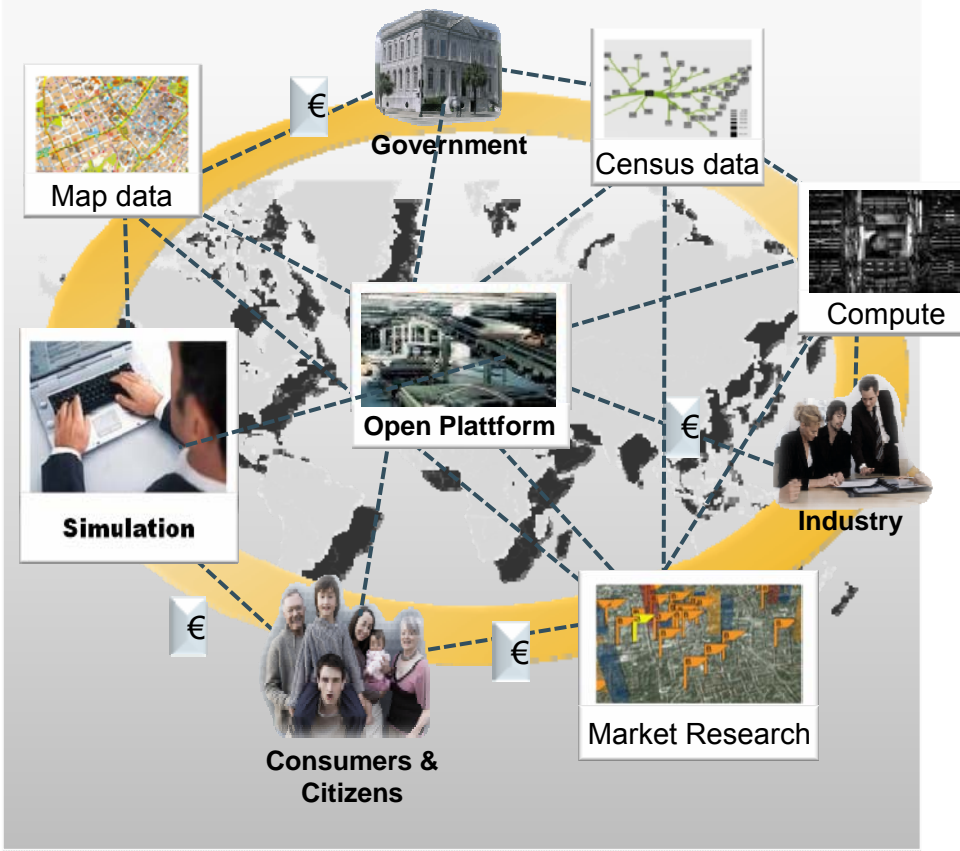 €
Government
Map data
Census data
Compute
Open Plattform
€
Simulation
Industry
€
€
Market Research
Consumers &
Citizens